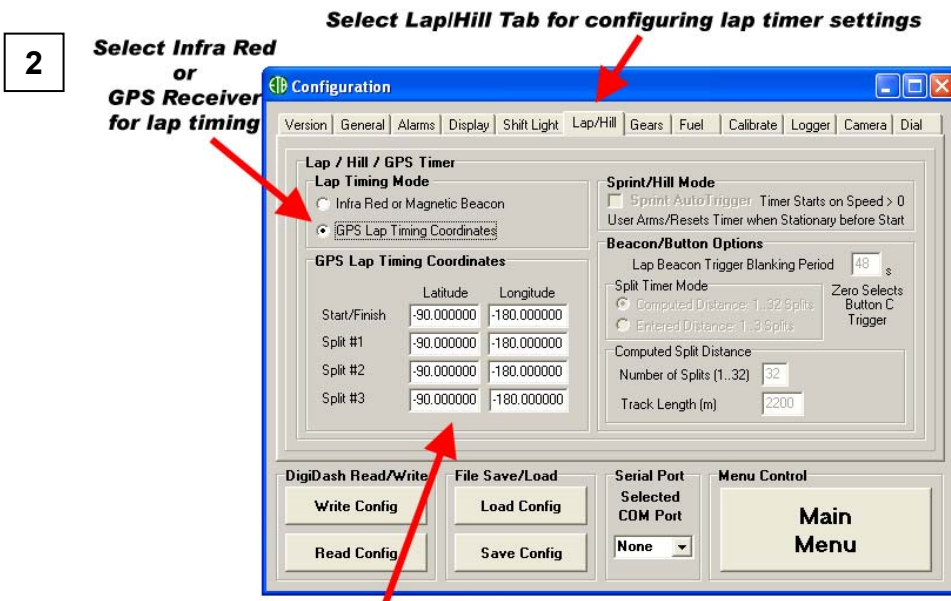 Select Lap/Hill Tab for configuring lap timer settings
2
Select Infra Red
or
GPS Receiver
for lap timing
ETB Configuration
Version General Alarms Display Shift Light Lap/Hill Gears Fuel Calibrate Logger Camera Dial
Lap / Hill / GPS Timer
Lap Timing Mode
Infra Red or Magnetic Beacon
GPS Lap Timing Coordinates
GPS Lap Timing Coordinates
Latitude Longitude
Start/Finish -90.000000 -180.000000
Split #1 -90.000000 -180.000000
Split #2 -90.000000 -180.000000
Split #3 -90.000000 -180.000000
Sprint/Hill Mode
Sprint AutoTrigger Timer Starts on Speed > 0
User Arms/Resets Timer when Stationary before Start
Beacon/Button Options
Lap Beacon Trigger Blanking Period 48 s
Split Timer Mode
Computed Distance: 1..32 Splits
Entered Distance: 1..3 Splits
Zero Selects
Button C
Trigger
Computed Split Distance
Number of Splits (1..32) 32
Track Length (m) 2200
DigiDash Read/Write
Write Config
Read Config
File Save/Load
Load Config
Save Config
Serial Port
Selected
COM Port
None
Menu Control
Main
Menu